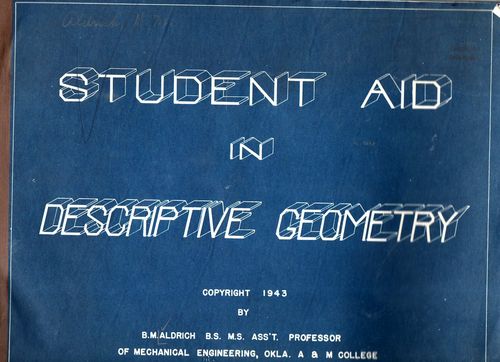 STUDENT AID
IN
DESCRIPTIVE GEOMETRY
COPYRIGHT 1943
BY
B.M.ALDRICH B.S. M.S. ASS'T. PROFESSOR
OF MECHANICAL ENGINEERING, OKLA. A & M COLLEGE